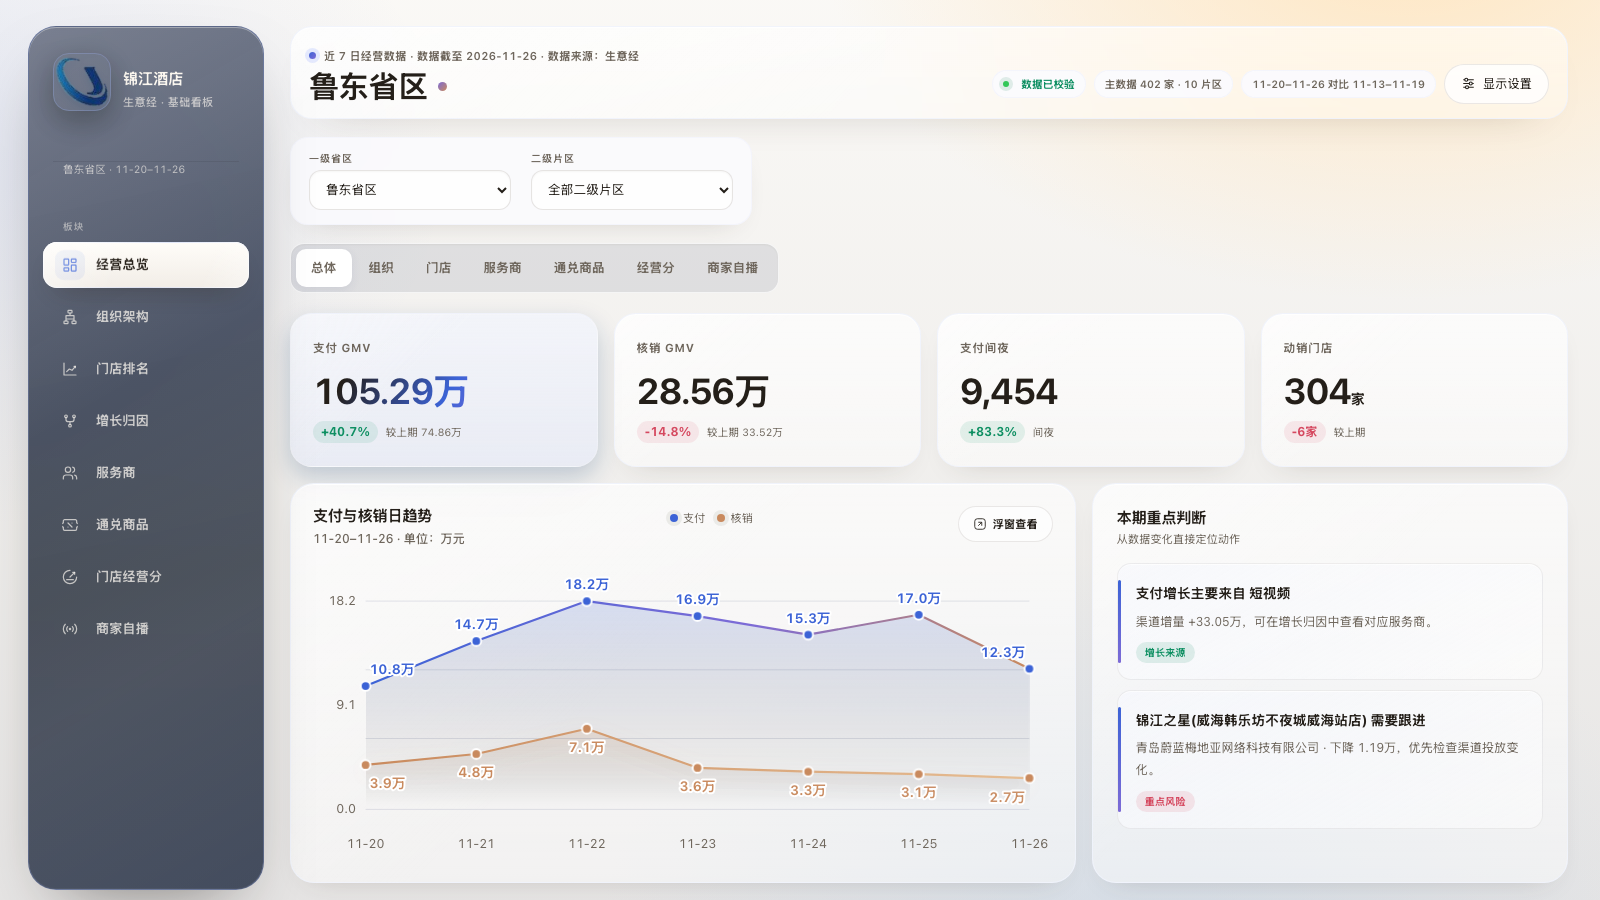 锦江酒店
生意经 · 基础看板
鲁东省区 · 11-20–11-26
板块
经营总览
组织架构
门店排名
增长归因
服务商
通兑商品
门店经营分
商家自播
近 7 日经营数据 · 数据截至 2026-11-26 · 数据来源：生意经
鲁东省区
数据已校验
主数据 402 家 · 10 片区
11-20–11-26 对比 11-13–11-19
显示设置
一级省区
二级片区
鲁东省区
全部二级片区
总体
组织
门店
服务商
通兑商品
经营分
商家自播
支付 GMV
105.29万
+40.7%
较上期 74.86万
核销 GMV
28.56万
-14.8%
较上期 33.52万
支付间夜
9,454
+83.3%
间夜
动销门店
304家
-6家
较上期
支付与核销日趋势
11-20–11-26 · 单位：万元
支付
核销
浮窗查看
18.2
9.1
0.0
10.8万
14.7万
18.2万
16.9万
15.3万
17.0万
12.3万
3.9万
4.8万
7.1万
3.6万
3.3万
3.1万
2.7万
11-20
11-21
11-22
11-23
11-24
11-25
11-26
本期重点判断
从数据变化直接定位动作
支付增长主要来自 短视频
渠道增量 +33.05万，可在增长归因中查看对应服务商。
增长来源
锦江之星(威海韩乐坊不夜城威海站店) 需要跟进
青岛蔚蓝梅地亚网络科技有限公司 · 下降 1.19万，优先检查渠道投放变
化。
重点风险